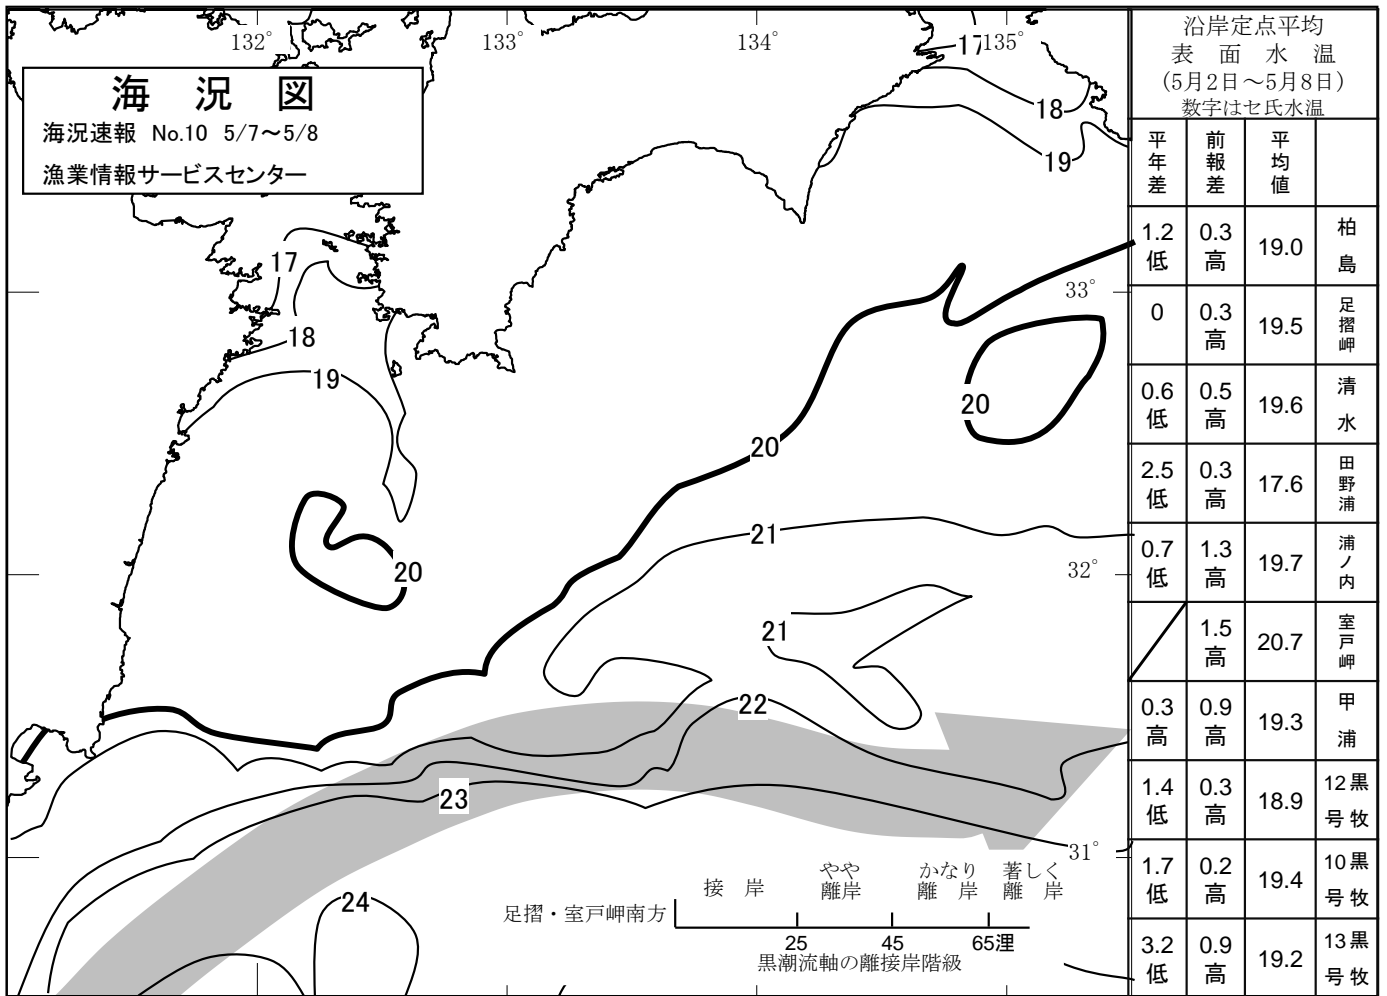 海況図
海況速報 No.10 5/7～5/8
漁業情報サービスセンター
132°
133°
134°
135°
17
18
19
17
18
19
33°
20
20
20
21
32°
21
22
23
31°
24
接岸
やや離岸
かなり離岸
著しく離岸
足摺・室戸岬南方
25 45 65浬
黒潮流軸の離接岸階級
沿岸定点平均
表面水温
(5月2日～5月8日)
数字はセ氏水温
平年差 前報差 平均値
1.2低 0.3高 19.0 柏島
0 0.3高 19.5 足摺岬
0.6低 0.5高 19.6 清水
2.5低 0.3高 17.6 田野浦
0.7低 1.3高 19.7 浦ノ内
1.5高 20.7 室戸岬
0.3高 0.9高 19.3 甲浦
1.4低 0.3高 18.9 黒牧12号
1.7低 0.2高 19.4 黒牧10号
3.2低 0.9高 19.2 黒牧13号